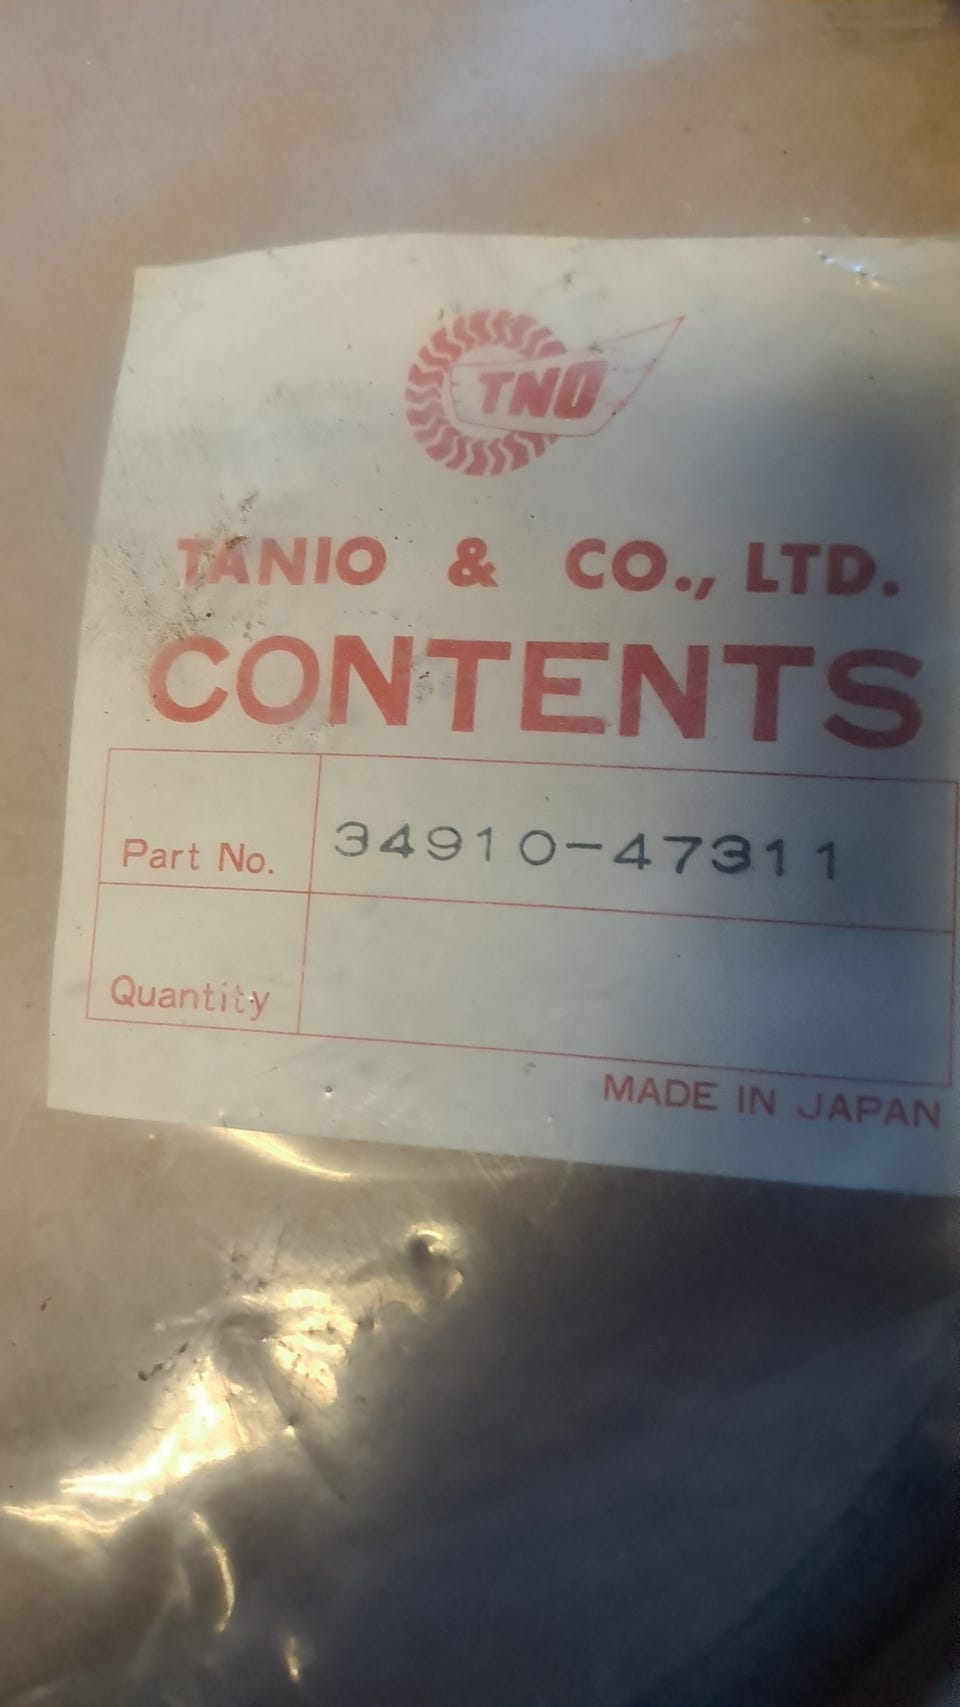 TNO
TANIO & CO., LTD.
CONTENTS
Part No. 34910-47311
Quantity
MADE IN JAPAN